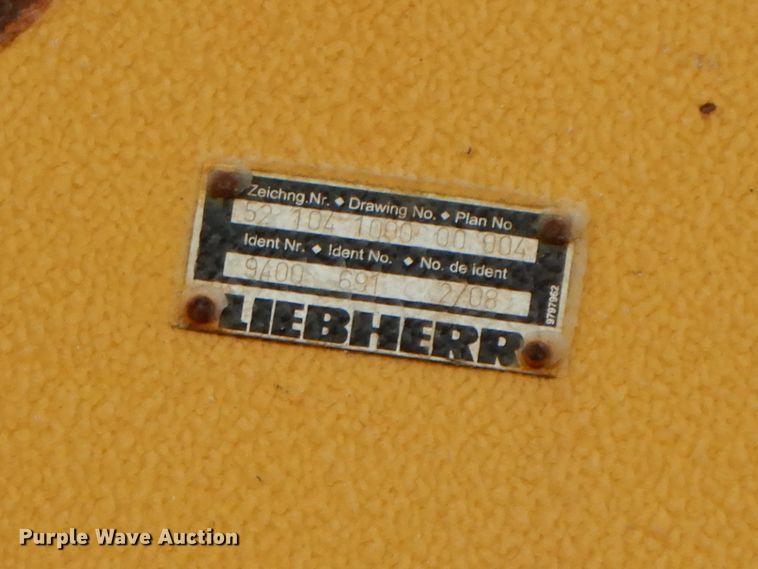 Zeichng.Nr. ◆ Drawing No. ◆ Plan No.
52 104 1000 00 004
Ident Nr. ◆ Ident No. ◆ No. de ident
9400 691 2/08
9797962
LIEBHERR
Purple Wave Auction